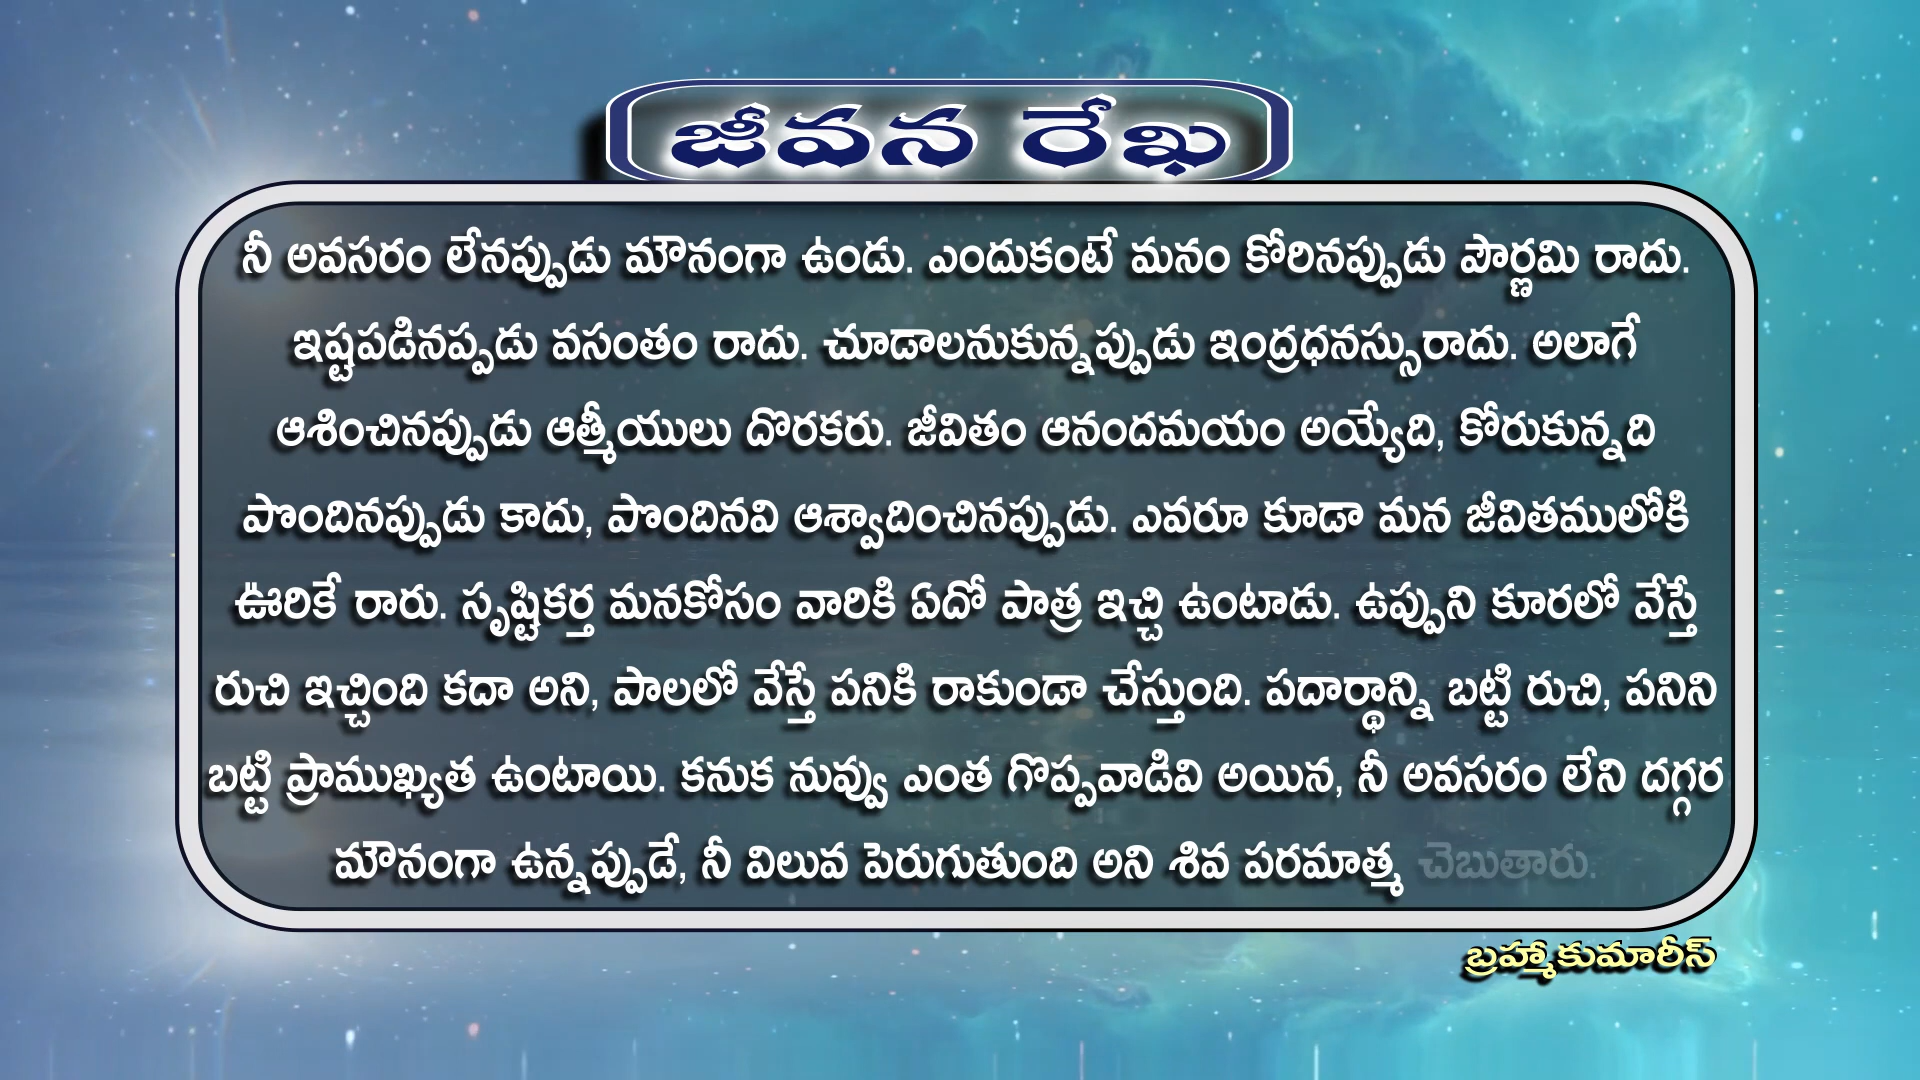 జీవన రేఖ
నీ అవసరం లేనప్పుడు మౌనంగా ఉండు. ఎందుకంటే మనం కోరినప్పుడు పౌర్ణమి రాదు.
ఇష్టపడినప్పడు వసంతం రాదు. చూడాలనుకున్నప్పుడు ఇంద్రధనస్సురాదు. అలాగే
ఆశించినప్పుడు ఆత్మీయులు దొరకరు. జీవితం ఆనందమయం అయ్యేది, కోరుకున్నది
పొందినప్పుడు కాదు, పొందినవి ఆశ్వాదించినప్పుడు. ఎవరూ కూడా మన జీవితములోకి
ఊరికే రారు. సృష్టికర్త మనకోసం వారికి ఏదో పాత్ర ఇచ్చి ఉంటాడు. ఉప్పుని కూరలో వేస్తే
రుచి ఇచ్చింది కదా అని, పాలలో వేస్తే పనికి రాకుండా చేస్తుంది. పదార్థాన్ని బట్టి రుచి, పనిని
బట్టి ప్రాముఖ్యత ఉంటాయి. కనుక నువ్వు ఎంత గొప్పవాడివి అయిన, నీ అవసరం లేని దగ్గర
మౌనంగా ఉన్నప్పుడే, నీ విలువ పెరుగుతుంది అని శివ పరమాత్మ చెబుతారు.
బ్రహ్మాకుమారీస్